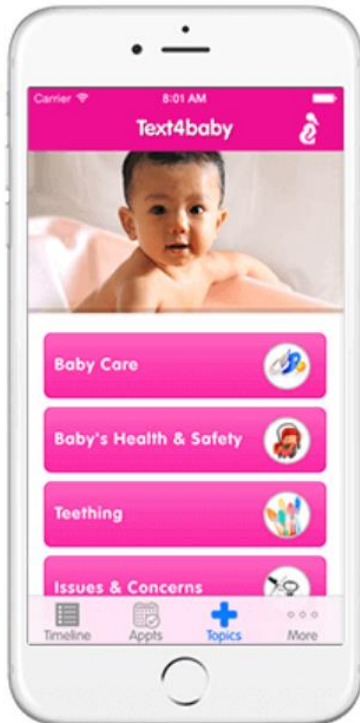 Carrier 8:01 AM
Text4baby
Baby Care
Baby's Health & Safety
Teething
Issues & Concerns
Timeline Appts Topics More